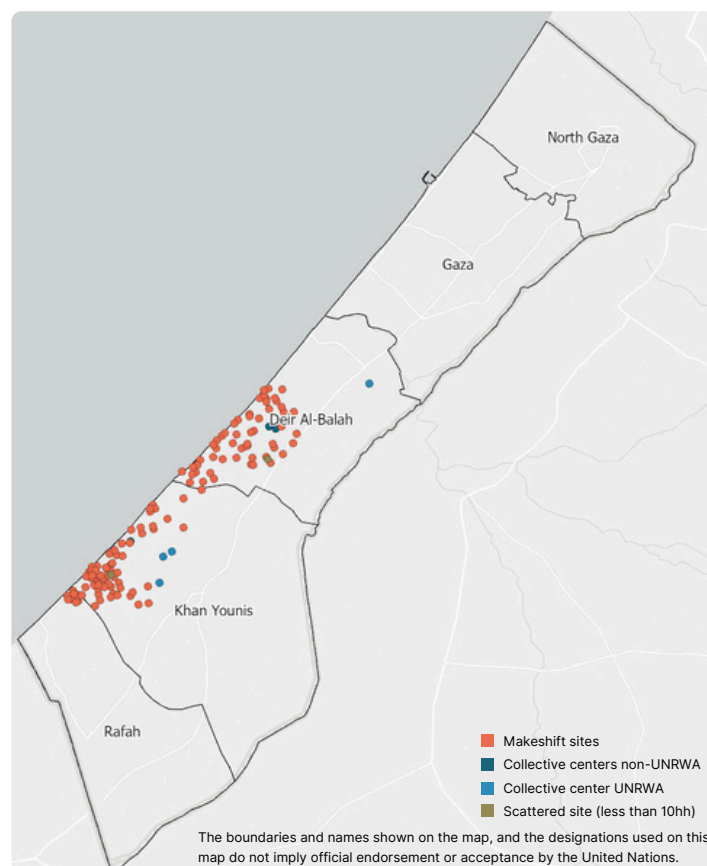 North Gaza
Gaza
Deir Al-Balah
Khan Younis
Rafah
Makeshift sites
Collective centers non-UNRWA
Collective center UNRWA
Scattered site (less than 10hh)
The boundaries and names shown on the map, and the designations used on this
map do not imply official endorsement or acceptance by the United Nations.